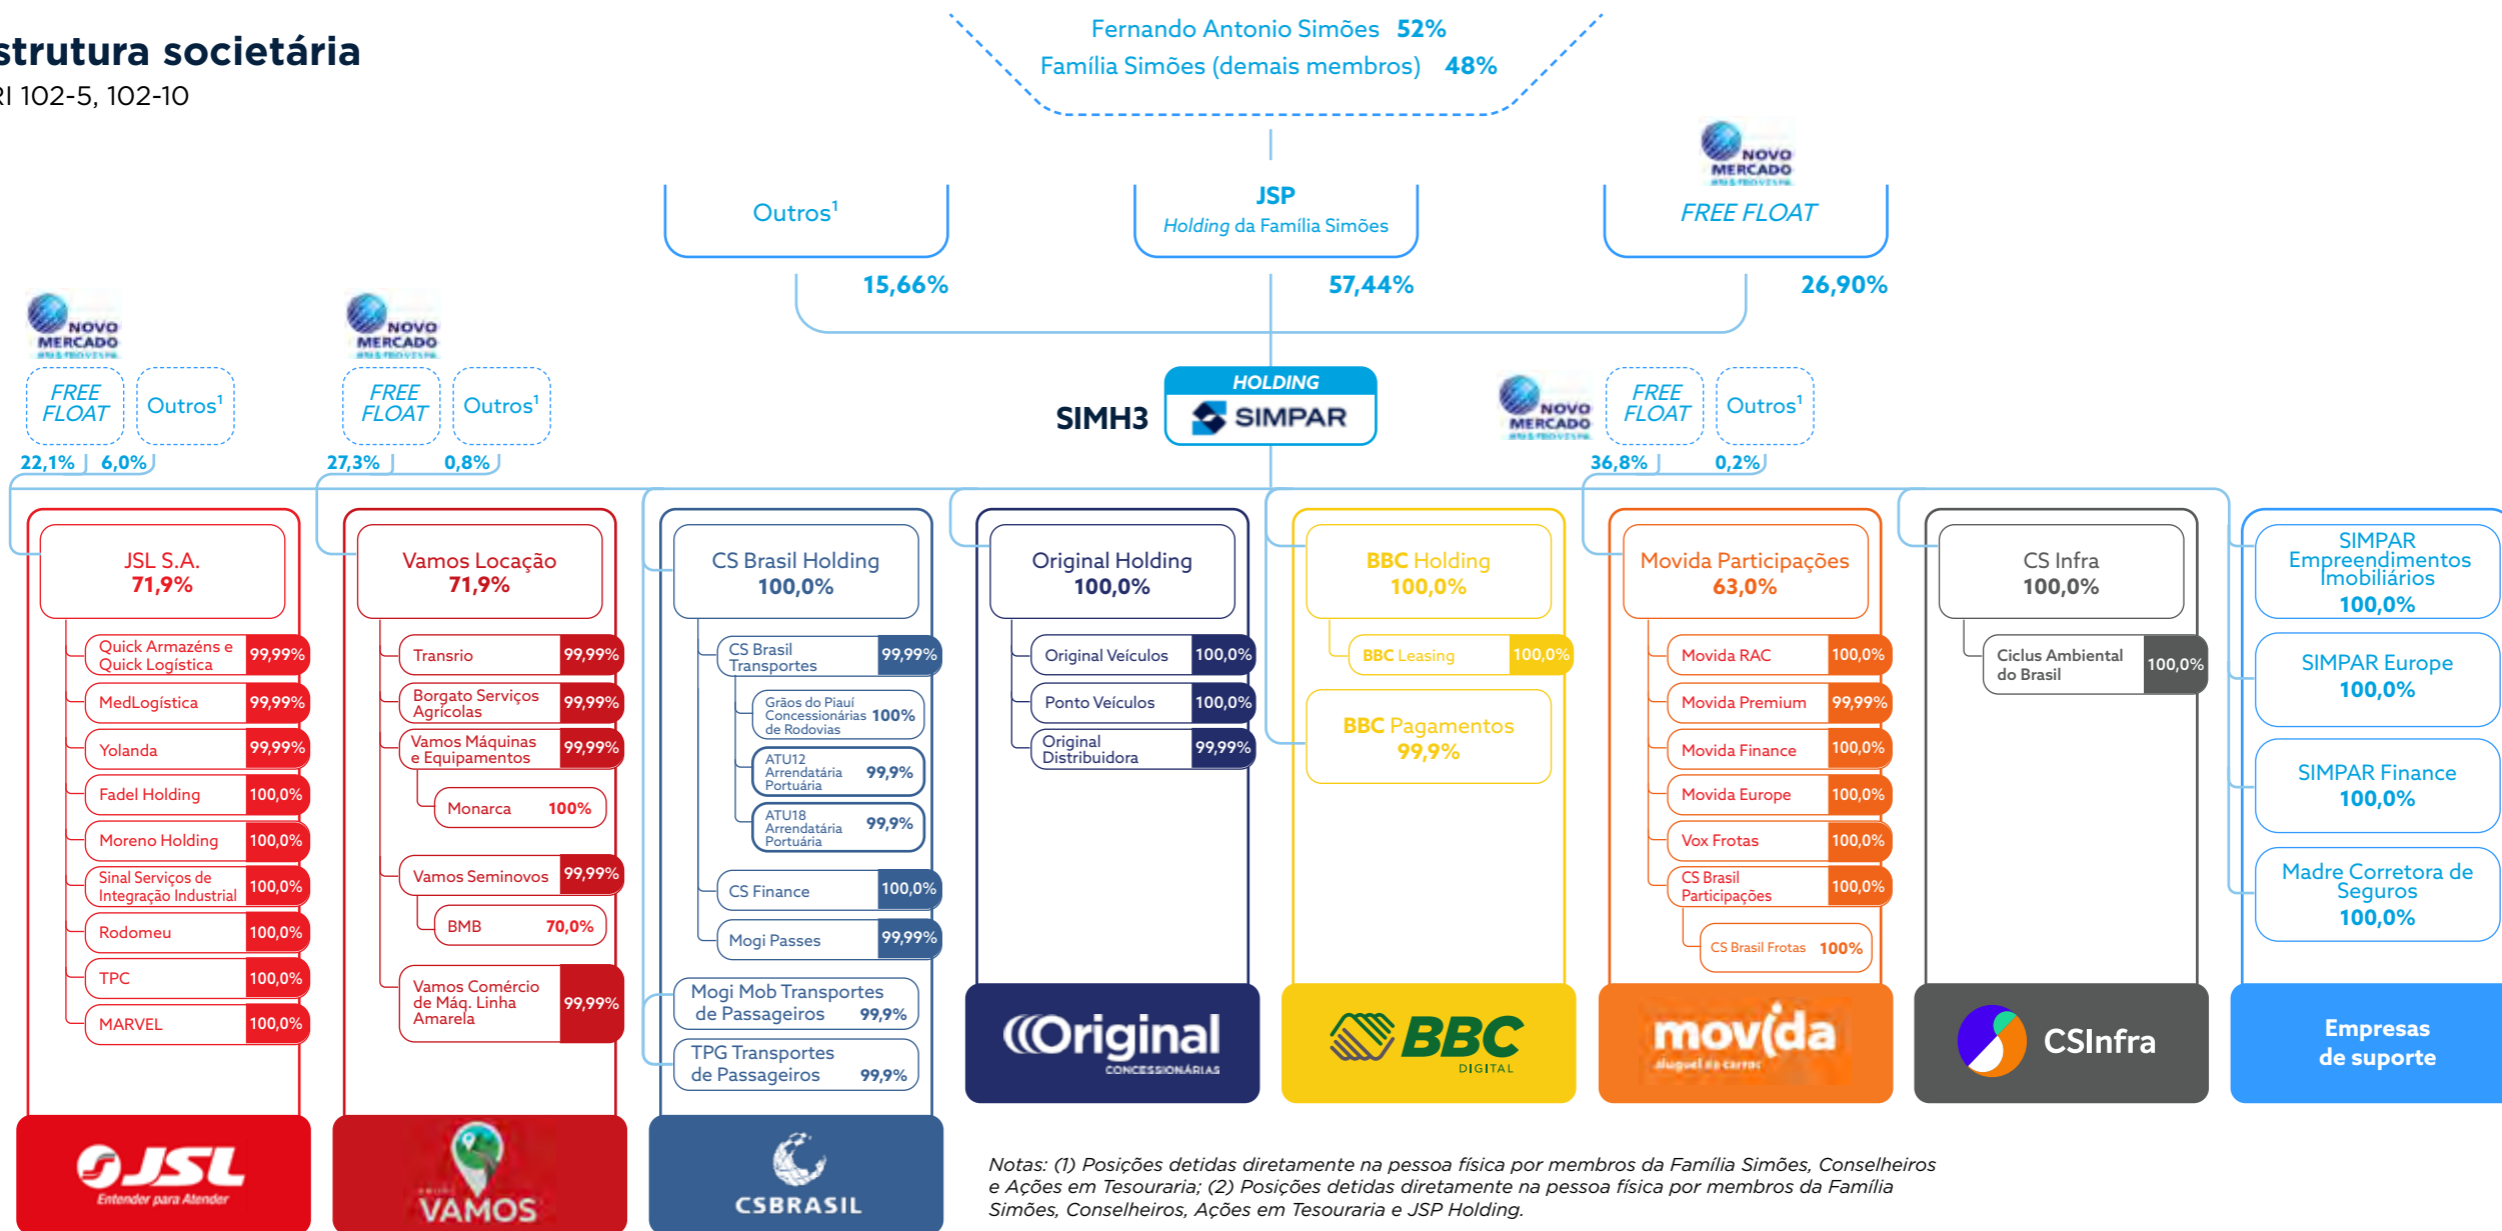 strutura societária
RI 102-5, 102-10
Fernando Antonio Simões 52%
Família Simões (demais membros) 48%
Outros¹
15,66%
JSP
Holding da Família Simões
57,44%
NOVO
MERCADO
FREE FLOAT
26,90%
SIMH3
HOLDING
SIMPAR
NOVO
MERCADO
FREE
FLOAT
Outros¹
22,1% 6,0%
NOVO
MERCADO
FREE
FLOAT
Outros¹
27,3% 0,8%
NOVO
MERCADO
FREE
FLOAT
Outros¹
36,8% 0,2%
JSL S.A.
71,9%
Quick Armazéns e
Quick Logística 99,99%
MedLogística 99,99%
Yolanda 99,99%
Fadel Holding 100,0%
Moreno Holding 100,0%
Sinal Serviços de
Integração Industrial 100,0%
Rodomeu 100,0%
TPC 100,0%
MARVEL 100,0%
JSL
Entender para Atender
Vamos Locação
71,9%
Transrio 99,99%
Borgato Serviços
Agrícolas 99,99%
Vamos Máquinas
e Equipamentos 99,99%
Monarca 100%
Vamos Seminovos 99,99%
BMB 70,0%
Vamos Comércio
de Máq. Linha
Amarela 99,99%
VAMOS
CS Brasil Holding
100,0%
CS Brasil
Transportes 99,99%
Grãos do Piauí
Concessionárias 100%
de Rodovias
ATU12
Arrendatária 99,9%
Portuária
ATU18
Arrendatária 99,9%
Portuária
CS Finance 100,0%
Mogi Passes 99,99%
Mogi Mob Transportes
de Passageiros 99,9%
TPG Transportes
de Passageiros 99,9%
CSBRASIL
Original Holding
100,0%
Original Veículos 100,0%
Ponto Veículos 100,0%
Original
Distribuidora 99,99%
Original
CONCESSIONÁRIAS
BBC Holding
100,0%
BBC Leasing 100,0%
BBC Pagamentos
99,9%
BBC
DIGITAL
Movida Participações
63,0%
Movida RAC 100,0%
Movida Premium 99,99%
Movida Finance 100,0%
Movida Europe 100,0%
Vox Frotas 100,0%
CS Brasil
Participações 100,0%
CS Brasil Frotas 100%
movida
aluguel de carros
CS Infra
100,0%
Ciclus Ambiental
do Brasil 100,0%
CSInfra
SIMPAR
Empreendimentos
Imobiliários
100,0%
SIMPAR Europe
100,0%
SIMPAR Finance
100,0%
Madre Corretora de
Seguros
100,0%
Empresas
de suporte
Notas: (1) Posições detidas diretamente na pessoa física por membros da Família Simões, Conselheiros
e Ações em Tesouraria; (2) Posições detidas diretamente na pessoa física por membros da Família
Simões, Conselheiros, Ações em Tesouraria e JSP Holding.